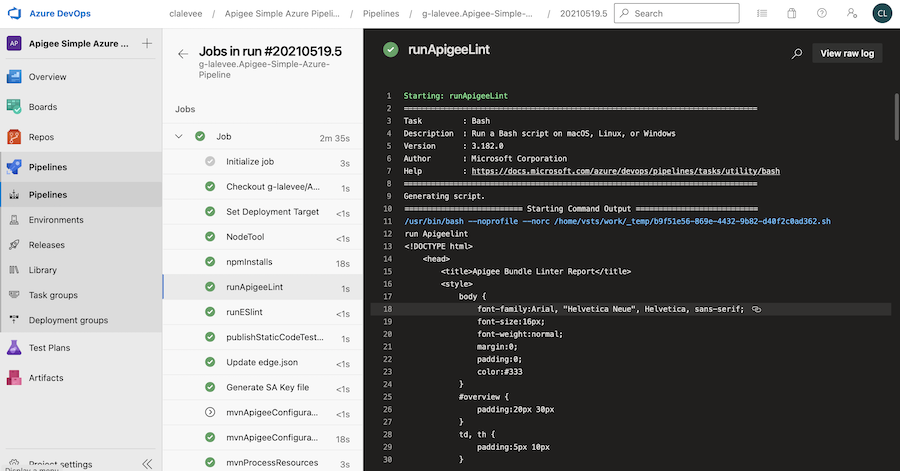 Azure DevOps
clalevee / Apigee Simple Azure Pipeli... / Pipelines / g-lalevee.Apigee-Simple-... / 20210519.5
Search
CL
AP
Apigee Simple Azure ...
Overview
Boards
Repos
Pipelines
Pipelines
Environments
Releases
Library
Task groups
Deployment groups
Test Plans
Artifacts
Project settings
Display a menu
Jobs in run #20210519.5
g-lalevee.Apigee-Simple-Azure-
Pipeline
Jobs
Job 2m 35s
Initialize job 3s
Checkout g-lalevee/A... 1s
Set Deployment Target <1s
NodeTool <1s
npmInstalls 18s
runApigeeLint 1s
runESlint <1s
publishStaticCodeTest... 1s
Update edge.json <1s
Generate SA Key file <1s
mvnApigeeConfigura... <1s
mvnApigeeConfigura... 18s
mvnProcessResources 3s
runApigeeLint
View raw log
1 Starting: runApigeeLint
2 ==============================================================================
3 Task : Bash
4 Description : Run a Bash script on macOS, Linux, or Windows
5 Version : 3.182.0
6 Author : Microsoft Corporation
7 Help : https://docs.microsoft.com/azure/devops/pipelines/tasks/utility/bash
8 ==============================================================================
9 Generating script.
10 ========================== Starting Command Output ===========================
11 /usr/bin/bash --noprofile --norc /home/vsts/work/_temp/b9f51e56-869e-4432-9b82-d40f2c0ad362.sh
12 run Apigeelint
13 <!DOCTYPE html>
14 <head>
15 <title>Apigee Bundle Linter Report</title>
16 <style>
17 body {
18 font-family:Arial, "Helvetica Neue", Helvetica, sans-serif;
19 font-size:16px;
20 font-weight:normal;
21 margin:0;
22 padding:0;
23 color:#333
24 }
25 #overview {
26 padding:20px 30px
27 }
28 td, th {
29 padding:5px 10px
30 }